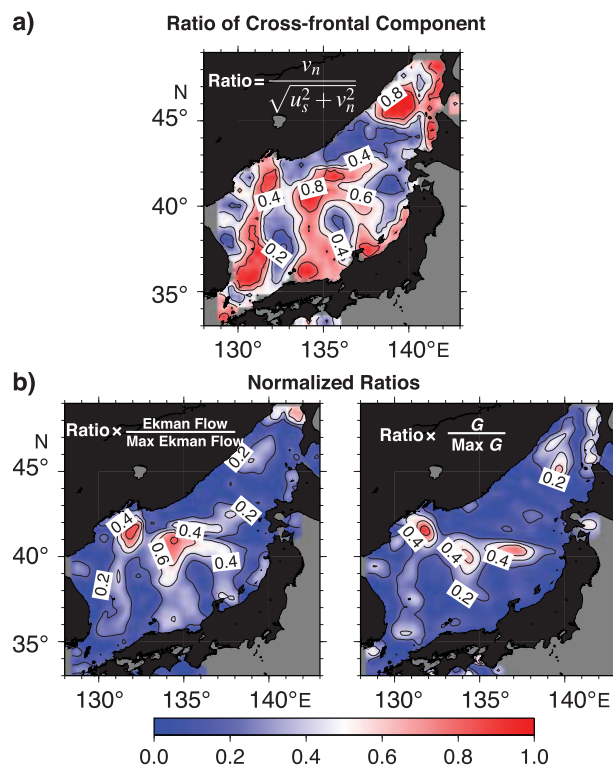 a) Ratio of Cross-frontal Component
N
Ratio = v_n / √(u_s² + v_n²)
0.8
45°
0.4
0.4 0.8 0.6
40°
0.2 0.4
35°
130° 135° 140°E
b) Normalized Ratios
N
Ratio × Ekman Flow / Max Ekman Flow
Ratio × G / Max G
0.2
45°
0.2
0.2
0.4 0.4
0.4
0.6 0.4
0.4 0.4
40°
0.2
0.2
35°
130° 135° 140° 130° 135° 140°E
0.0 0.2 0.4 0.6 0.8 1.0